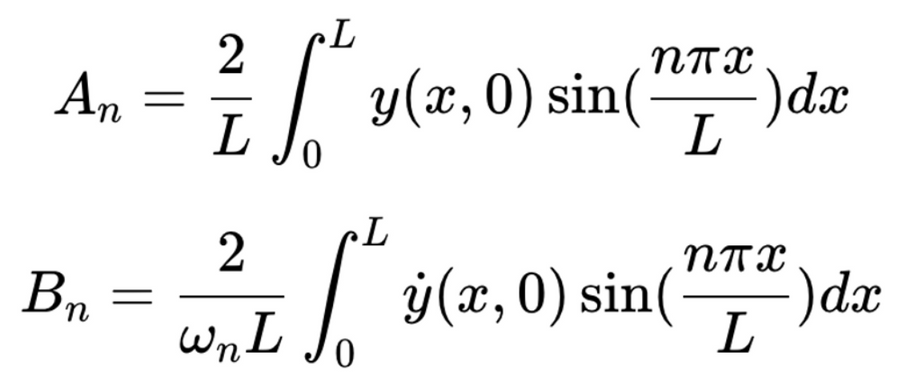 A_n = \frac{2}{L} \int_0^L y(x,0) \sin(\frac{n\pi x}{L})dx
B_n = \frac{2}{\omega_n L} \int_0^L \dot{y}(x,0) \sin(\frac{n\pi x}{L})dx